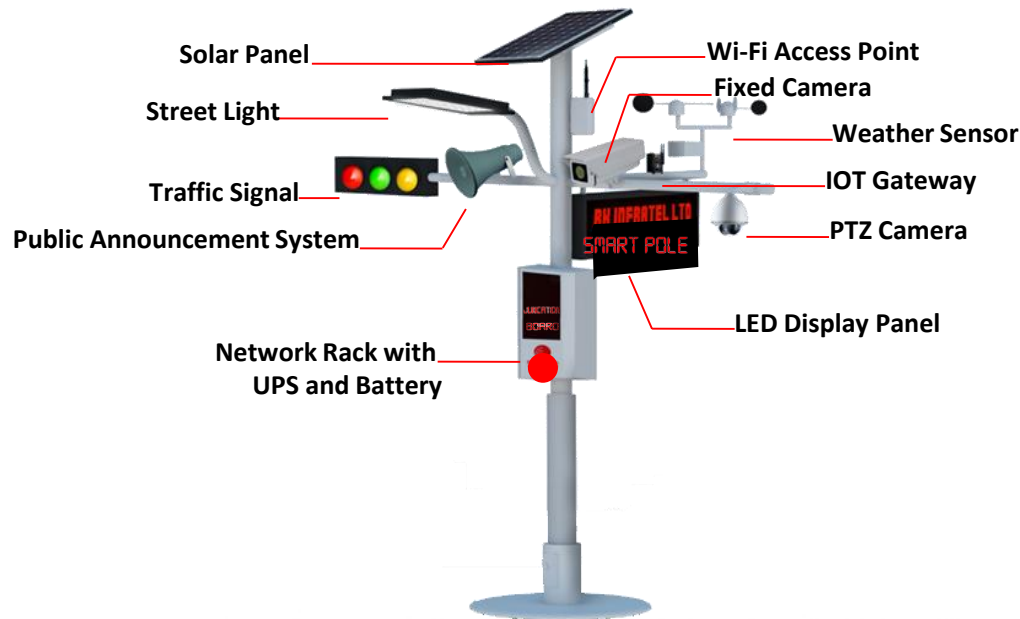 Solar Panel
Wi-Fi Access Point
Fixed Camera
Street Light
Weather Sensor
Traffic Signal
IOT Gateway
Public Announcement System
PTZ Camera
RK INFRATEL LTD
SMART POLE
LED Display Panel
BOARD
Network Rack with
UPS and Battery